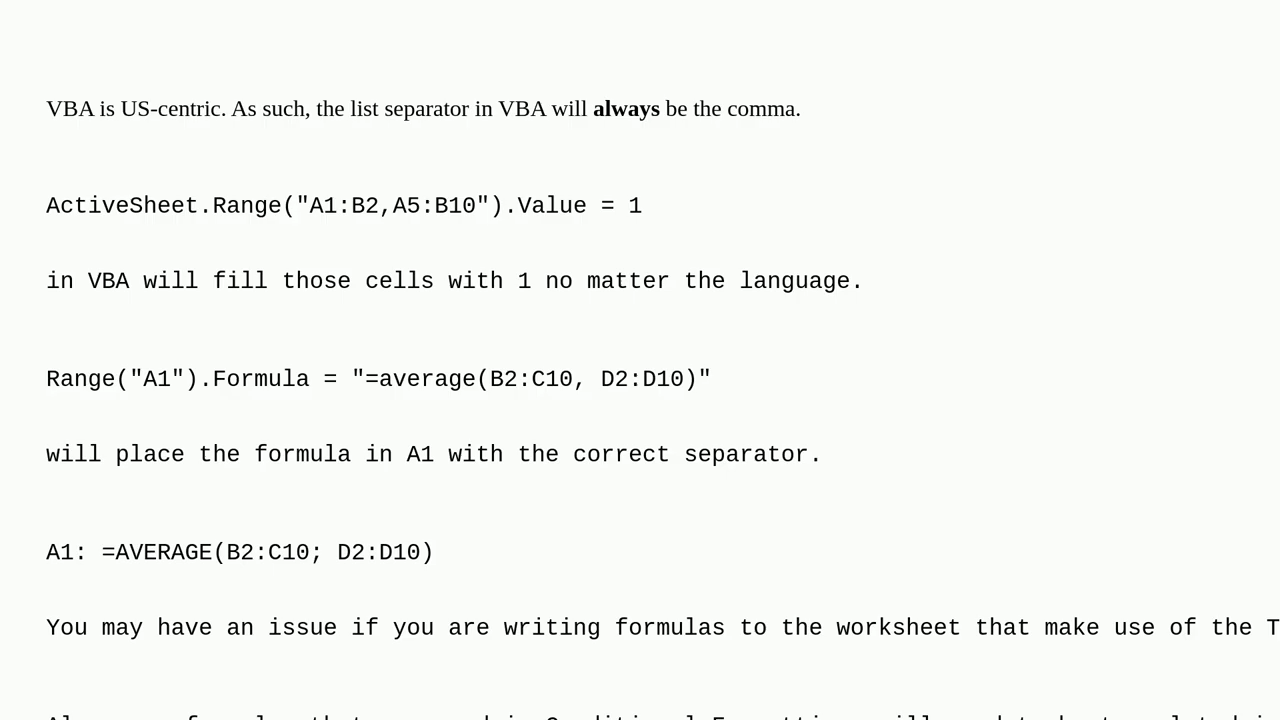 VBA is US-centric. As such, the list separator in VBA will always be the comma.
ActiveSheet.Range("A1:B2,A5:B10").Value = 1
in VBA will fill those cells with 1 no matter the language.
Range("A1").Formula = "=average(B2:C10, D2:D10)"
will place the formula in A1 with the correct separator.
A1: =AVERAGE(B2:C10; D2:D10)
You may have an issue if you are writing formulas to the worksheet that make use of the